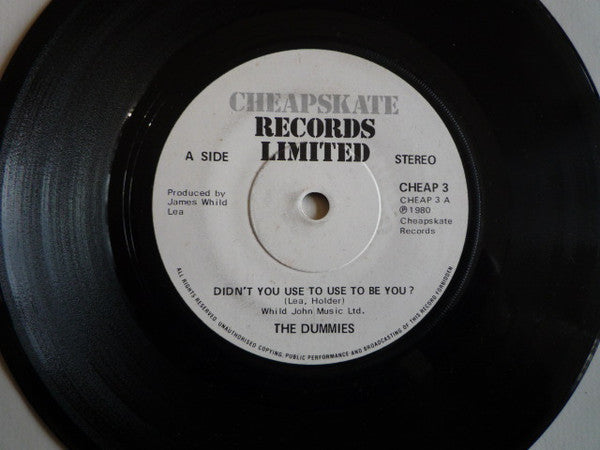 CHEAPSKATE
RECORDS
LIMITED
A SIDE
STEREO
Produced by
James Whild
Lea
CHEAP 3
CHEAP 3 A
℗ 1980
Cheapskate
Records
DIDN'T YOU USE TO USE TO BE YOU?
(Lea, Holder)
Whild John Music Ltd.
THE DUMMIES
ALL RIGHTS RESERVED. UNAUTHORISED COPYING, PUBLIC PERFORMANCE AND BROADCASTING OF THIS RECORD FORBIDDEN